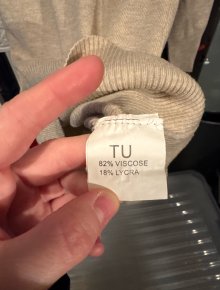 TU
82% VISCOSE
18% LYCRA